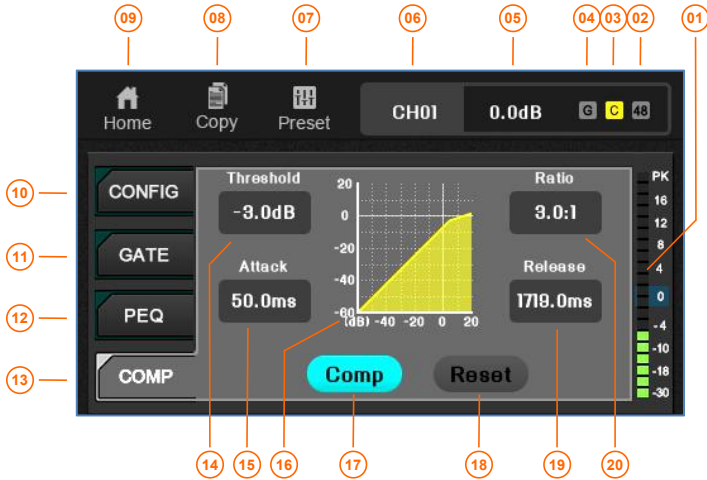 09 08 07 06 05 04 03 02 01
Home Copy Preset CH01 0.0dB G C 48
10 CONFIG
11 GATE
12 PEQ
13 COMP
Threshold
-3.0dB
Attack
50.0ms
20
0
-20
-40
-60
(dB) -40 -20 0 20
Ratio
3.0:1
Release
1719.0ms
Comp Reset
PK
16
12
8
4
0
-4
-10
-18
-30
14 15 16 17 18 19 20